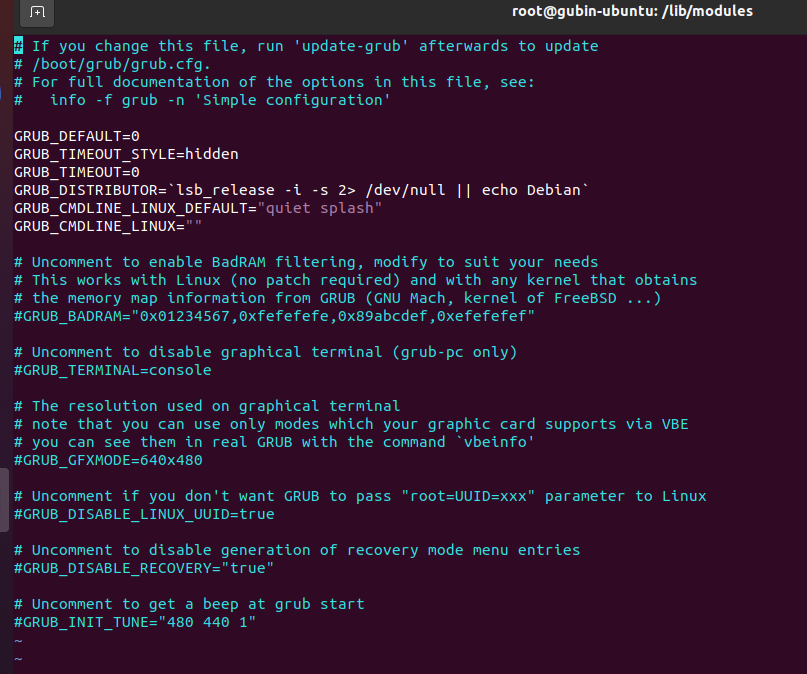 root@gubin-ubuntu: /lib/modules
# If you change this file, run 'update-grub' afterwards to update
# /boot/grub/grub.cfg.
# For full documentation of the options in this file, see:
#   info -f grub -n 'Simple configuration'
GRUB_DEFAULT=0
GRUB_TIMEOUT_STYLE=hidden
GRUB_TIMEOUT=0
GRUB_DISTRIBUTOR=`lsb_release -i -s 2> /dev/null || echo Debian`
GRUB_CMDLINE_LINUX_DEFAULT="quiet splash"
GRUB_CMDLINE_LINUX=""
# Uncomment to enable BadRAM filtering, modify to suit your needs
# This works with Linux (no patch required) and with any kernel that obtains
# the memory map information from GRUB (GNU Mach, kernel of FreeBSD ...)
#GRUB_BADRAM="0x01234567,0xfefefefe,0x89abcdef,0xefefefef"
# Uncomment to disable graphical terminal (grub-pc only)
#GRUB_TERMINAL=console
# The resolution used on graphical terminal
# note that you can use only modes which your graphic card supports via VBE
# you can see them in real GRUB with the command `vbeinfo'
#GRUB_GFXMODE=640x480
# Uncomment if you don't want GRUB to pass "root=UUID=xxx" parameter to Linux
#GRUB_DISABLE_LINUX_UUID=true
# Uncomment to disable generation of recovery mode menu entries
#GRUB_DISABLE_RECOVERY="true"
# Uncomment to get a beep at grub start
#GRUB_INIT_TUNE="480 440 1"
~
~